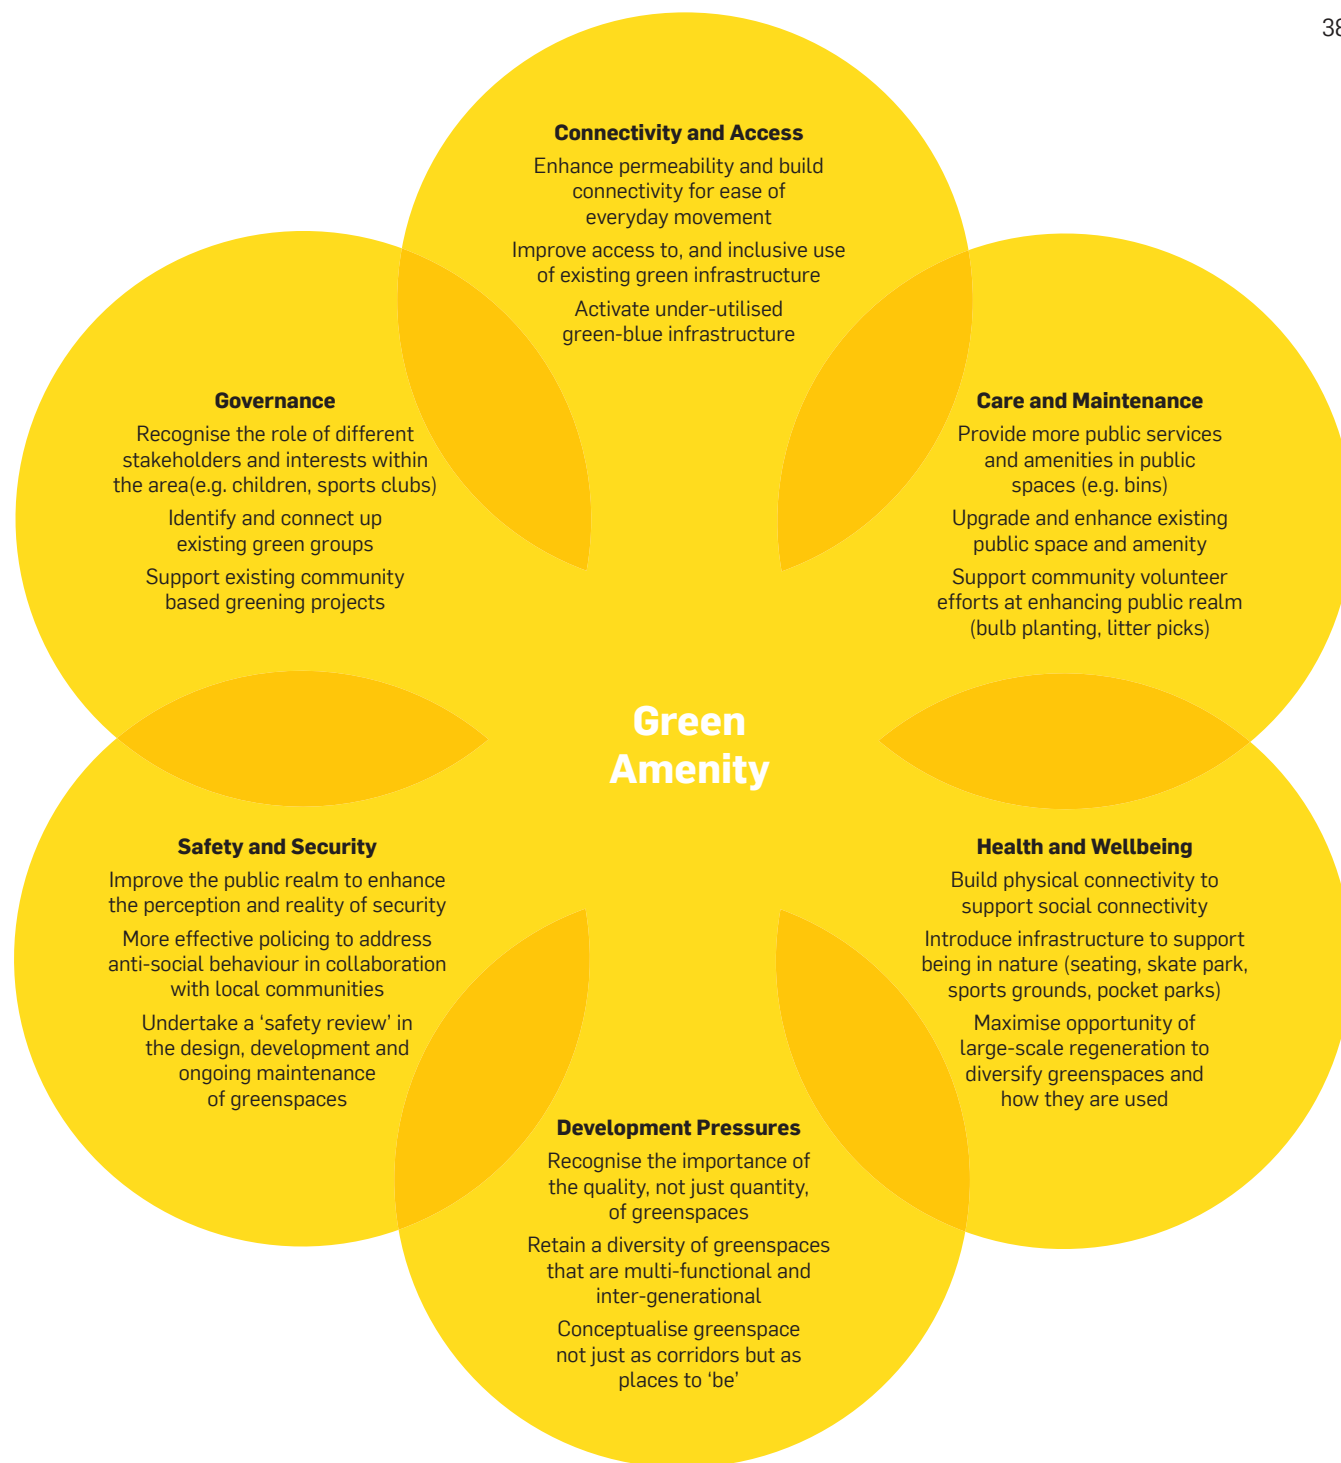 38
Connectivity and Access
Enhance permeability and build
connectivity for ease of
everyday movement
Improve access to, and inclusive use
of existing green infrastructure
Activate under-utilised
green-blue infrastructure
Governance
Recognise the role of different
stakeholders and interests within
the area(e.g. children, sports clubs)
Identify and connect up
existing green groups
Support existing community
based greening projects
Care and Maintenance
Provide more public services
and amenities in public
spaces (e.g. bins)
Upgrade and enhance existing
public space and amenity
Support community volunteer
efforts at enhancing public realm
(bulb planting, litter picks)
Green
Amenity
Safety and Security
Improve the public realm to enhance
the perception and reality of security
More effective policing to address
anti-social behaviour in collaboration
with local communities
Undertake a ‘safety review’ in
the design, development and
ongoing maintenance
of greenspaces
Health and Wellbeing
Build physical connectivity to
support social connectivity
Introduce infrastructure to support
being in nature (seating, skate park,
sports grounds, pocket parks)
Maximise opportunity of
large-scale regeneration to
diversify greenspaces and
how they are used
Development Pressures
Recognise the importance of
the quality, not just quantity,
of greenspaces
Retain a diversity of greenspaces
that are multi-functional and
inter-generational
Conceptualise greenspace
not just as corridors but as
places to ‘be’